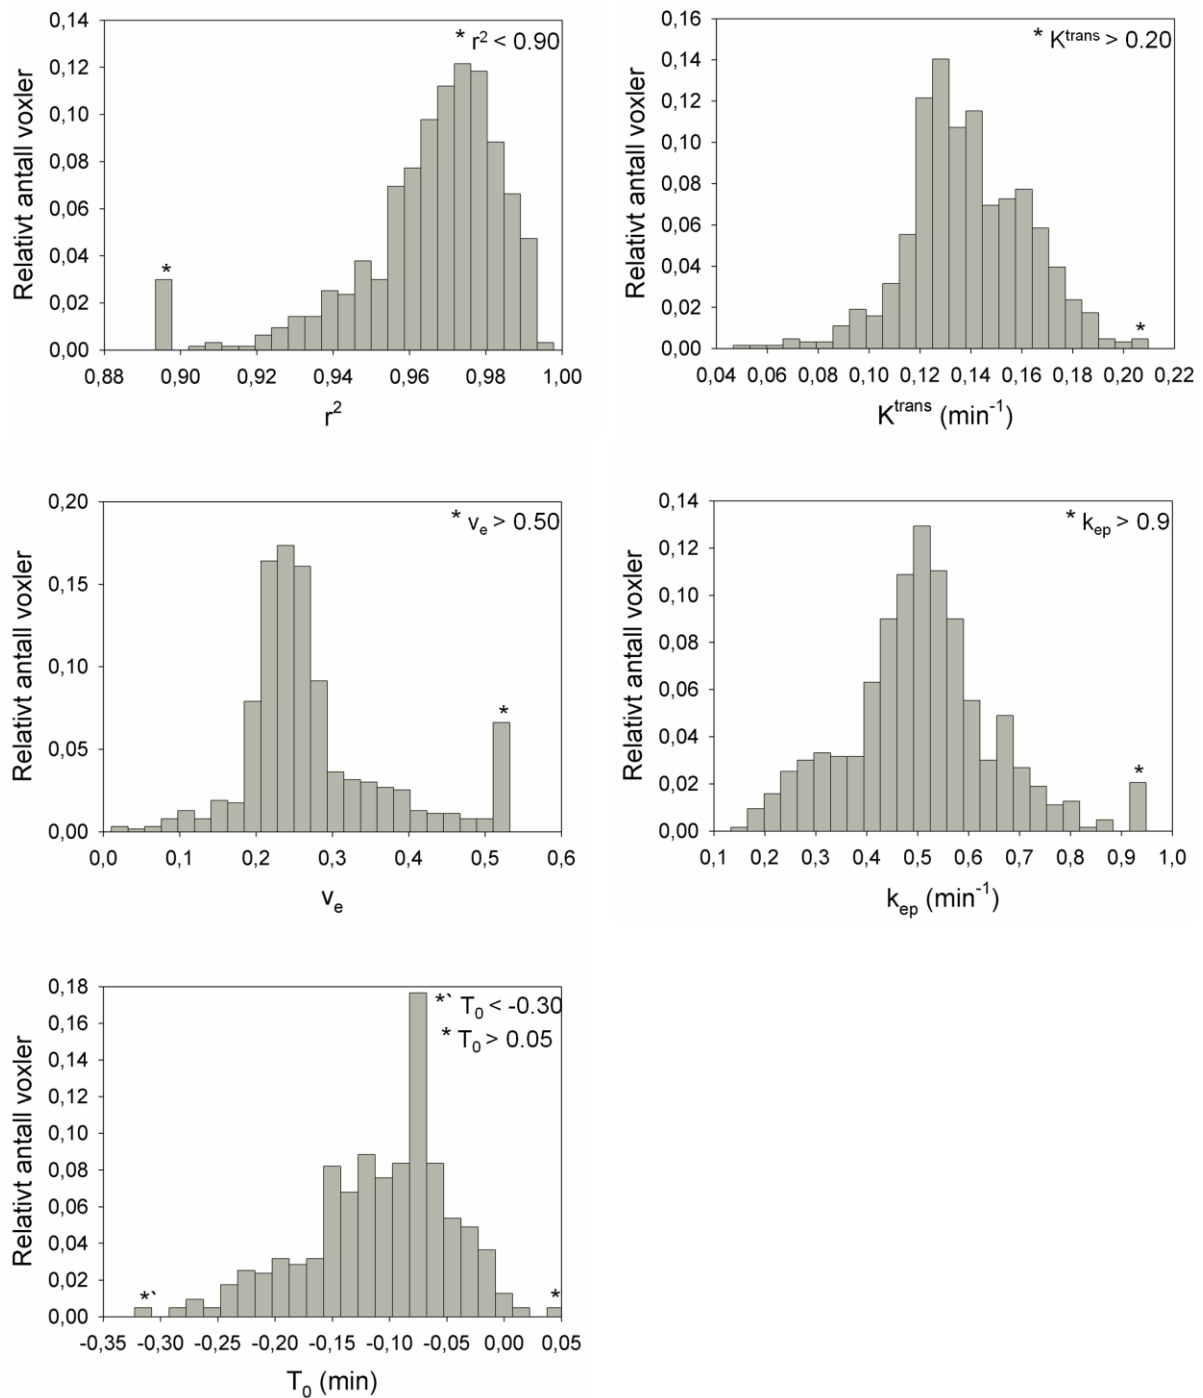 * r² < 0.90
0,14
0,12
0,10
0,08
0,06
0,04
0,02
0,00
*
Relativt antall voxler
0,88 0,90 0,92 0,94 0,96 0,98 1,00
r²
* Kᵗʳᵃⁿˢ > 0.20
0,16
0,14
0,12
0,10
0,08
0,06
0,04
0,02
0,00
*
Relativt antall voxler
0,04 0,06 0,08 0,10 0,12 0,14 0,16 0,18 0,20 0,22
Kᵗʳᵃⁿˢ (min⁻¹)
* vₑ > 0.50
0,20
0,15
0,10
0,05
0,00
*
Relativt antall voxler
0,0 0,1 0,2 0,3 0,4 0,5 0,6
vₑ
* kₑₚ > 0.9
0,14
0,12
0,10
0,08
0,06
0,04
0,02
0,00
*
Relativt antall voxler
0,1 0,2 0,3 0,4 0,5 0,6 0,7 0,8 0,9 1,0
kₑₚ (min⁻¹)
*` T₀ < -0.30
* T₀ > 0.05
0,18
0,16
0,14
0,12
0,10
0,08
0,06
0,04
0,02
0,00
*`
*
Relativt antall voxler
-0,35 -0,30 -0,25 -0,20 -0,15 -0,10 -0,05 0,00 0,05
T₀ (min)